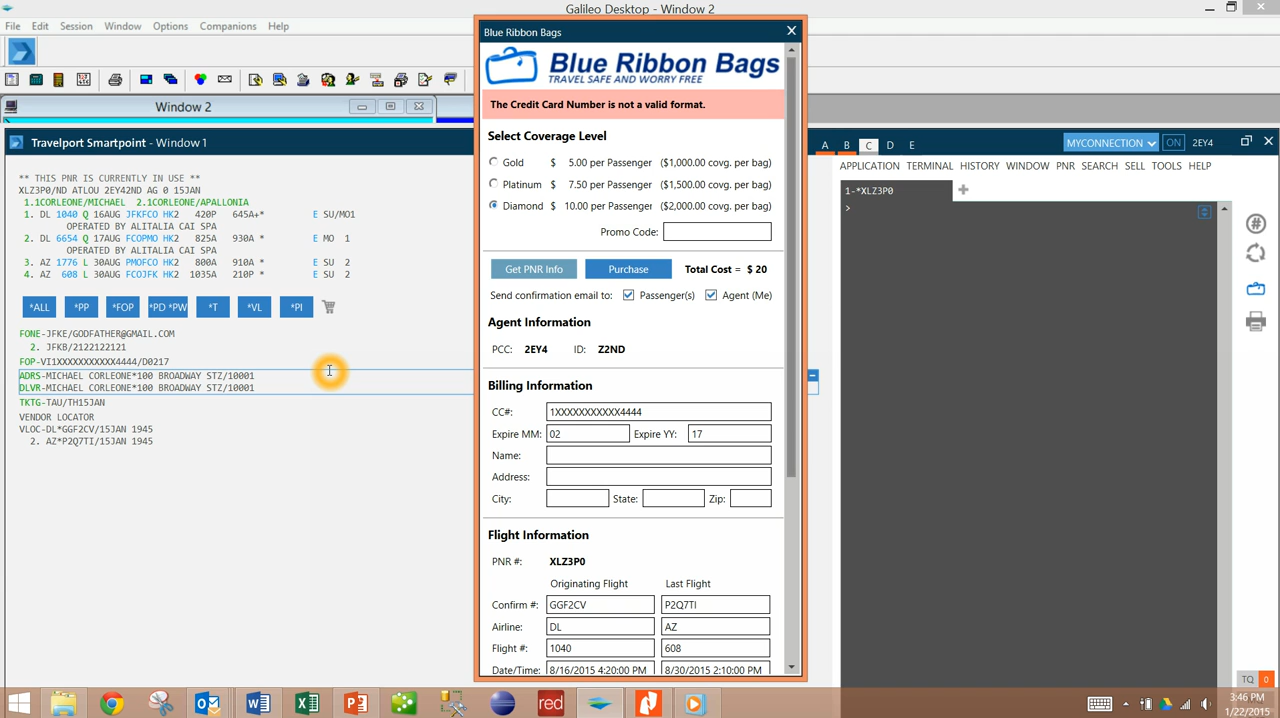 Galileo Desktop - Window 2
File Edit Session Window Options Companions Help
Window 2
Travelport Smartpoint - Window 1
** THIS PNR IS CURRENTLY IN USE **
XLZ3P0/ND ATLOU 2EY42ND AG 0 15JAN
1.1CORLEONE/MICHAEL 2.1CORLEONE/APALLONIA
1. DL 1040 Q 16AUG JFKFCO HK2 420P 645A+* E SU/MO1
OPERATED BY ALITALIA CAI SPA
2. DL 6654 Q 17AUG FCOPMO HK2 825A 930A * E MO 1
OPERATED BY ALITALIA CAI SPA
3. AZ 1776 L 30AUG PMOFCO HK2 800A 910A * E SU 2
4. AZ 608 L 30AUG FCOJFK HK2 1035A 210P * E SU 2
*ALL *PP *FOP *PD *PW *T *VL *PI
FONE-JFKE/GODFATHER@GMAIL.COM
2. JFKB/2122122121
FOP-VI1XXXXXXXXXXX4444/D0217
ADRS-MICHAEL CORLEONE*100 BROADWAY STZ/10001
DLVR-MICHAEL CORLEONE*100 BROADWAY STZ/10001
TKTG-TAU/TH15JAN
VENDOR LOCATOR
VLOC-DL*GGF2CV/15JAN 1945
2. AZ*P2Q7TI/15JAN 1945
Blue Ribbon Bags
Blue Ribbon Bags
TRAVEL SAFE AND WORRY FREE
The Credit Card Number is not a valid format.
Select Coverage Level
Gold $ 5.00 per Passenger ($1,000.00 covg. per bag)
Platinum $ 7.50 per Passenger ($1,500.00 covg. per bag)
Diamond $ 10.00 per Passenger ($2,000.00 covg. per bag)
Promo Code:
Get PNR Info Purchase Total Cost = $ 20
Send confirmation email to: Passenger(s) Agent (Me)
Agent Information
PCC: 2EY4 ID: Z2ND
Billing Information
CC#: 1XXXXXXXXXXX4444
Expire MM: 02 Expire YY: 17
Name:
Address:
City: State: Zip:
Flight Information
PNR #: XLZ3P0
Originating Flight Last Flight
Confirm #: GGF2CV P2Q7TI
Airline: DL AZ
Flight #: 1040 608
Date/Time: 8/16/2015 4:20:00 PM 8/30/2015 2:10:00 PM
A B C D E
MYCONNECTION ON 2EY4
APPLICATION TERMINAL HISTORY WINDOW PNR SEARCH SELL TOOLS HELP
1-*XLZ3P0
>
TQ 0
red
3:46 PM
1/22/2015